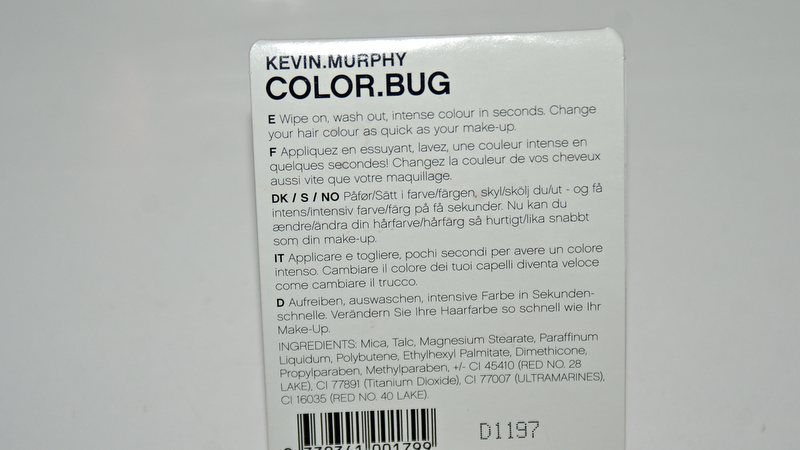 KEVIN.MURPHY
COLOR.BUG
E Wipe on, wash out, intense colour in seconds. Change
your hair colour as quick as your make-up.
F Appliquez en essuyant, lavez, une couleur intense en
quelques secondes! Changez la couleur de vos cheveux
aussi vite que votre maquillage.
DK / S / NO Påfør/Sätt i farve/färgen, skyl/skölj du/ut - og få
intens/intensiv farve/färg på få sekunder. Nu kan du
ændre/ändra din hårfarve/hårfärg så hurtigt/lika snabbt
som din make-up.
IT Applicare e togliere, pochi secondi per avere un colore
intenso. Cambiare il colore dei tuoi capelli diventa veloce
come cambiare il trucco.
D Aufreiben, auswaschen, intensive Farbe in Sekunden-
schnelle. Verändern Sie Ihre Haarfarbe so schnell wie Ihr
Make-Up.
INGREDIENTS: Mica, Talc, Magnesium Stearate, Paraffinum
Liquidum, Polybutene, Ethylhexyl Palmitate, Dimethicone,
Propylparaben, Methylparaben, +/- CI 45410 (RED NO. 28
LAKE), CI 77891 (Titanium Dioxide), CI 77007 (ULTRAMARINES),
CI 16035 (RED NO. 40 LAKE).
D1197
001799